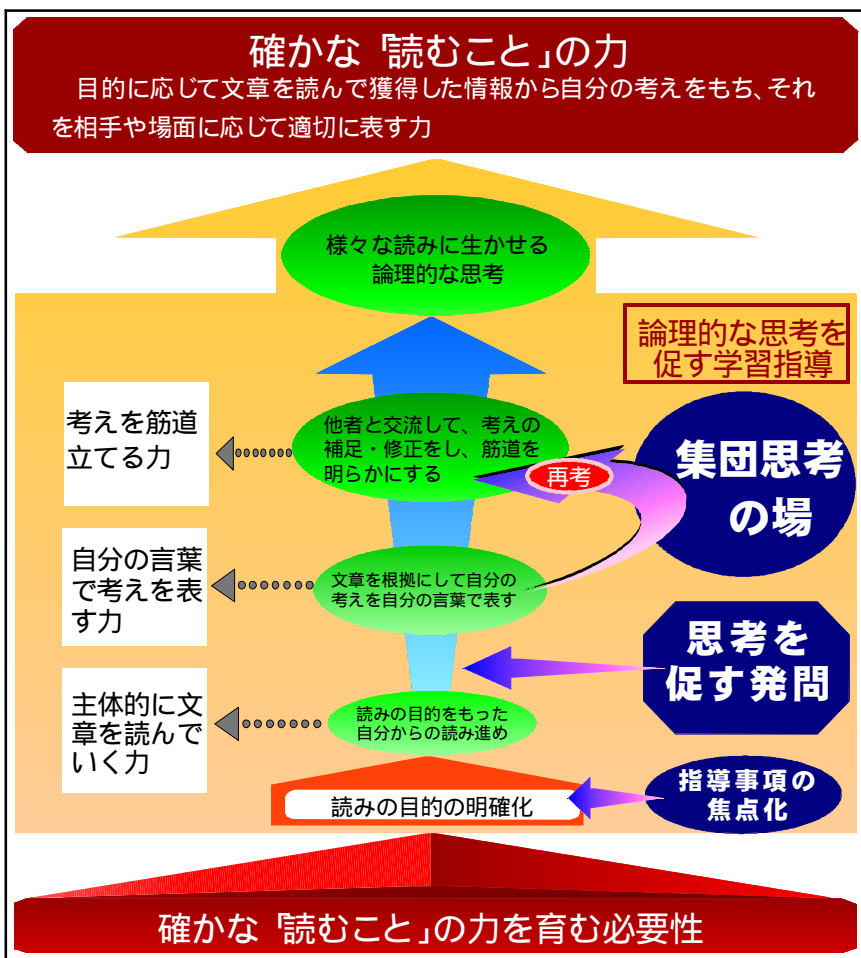 確かな「読むこと」の力
目的に応じて文章を読んで獲得した情報から自分の考えをもち、それ
を相手や場面に応じて適切に表す力
様々な読みに生かせる
論理的な思考
論理的な思考を
促す学習指導
考えを筋道
立てる力
他者と交流して、考えの
補足・修正をし、筋道を
明らかにする
再考
集団思考
の場
自分の言葉
で考えを表
す力
文章を根拠にして自分の
考えを自分の言葉で表す
思考を
促す発問
主体的に文
章を読んで
いく力
読みの目的をもった
自分からの読み進め
読みの目的の明確化
指導事項の
焦点化
確かな「読むこと」の力を育む必要性